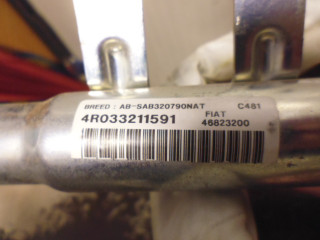 BREED : AB-SAB320790NAT C481
4R033211591 FIAT
46823200